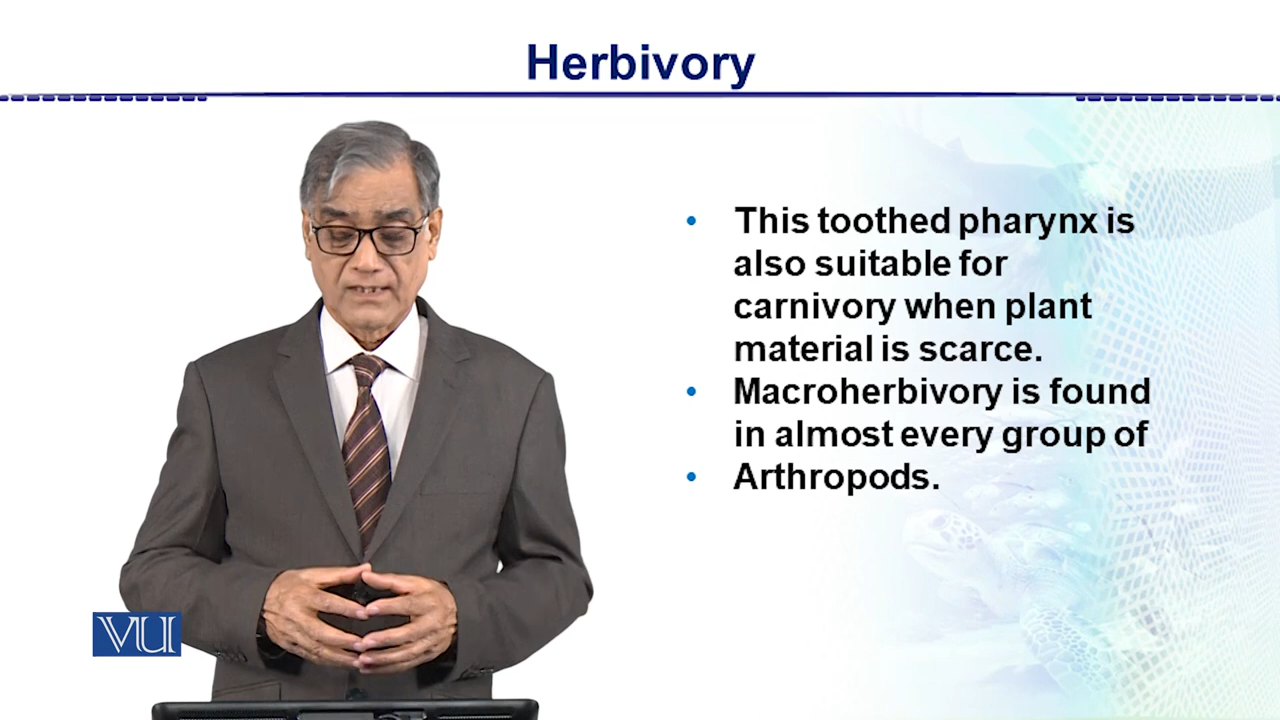 Herbivory
• This toothed pharynx is
also suitable for
carnivory when plant
material is scarce.
• Macroherbivory is found
in almost every group of
• Arthropods.
VU